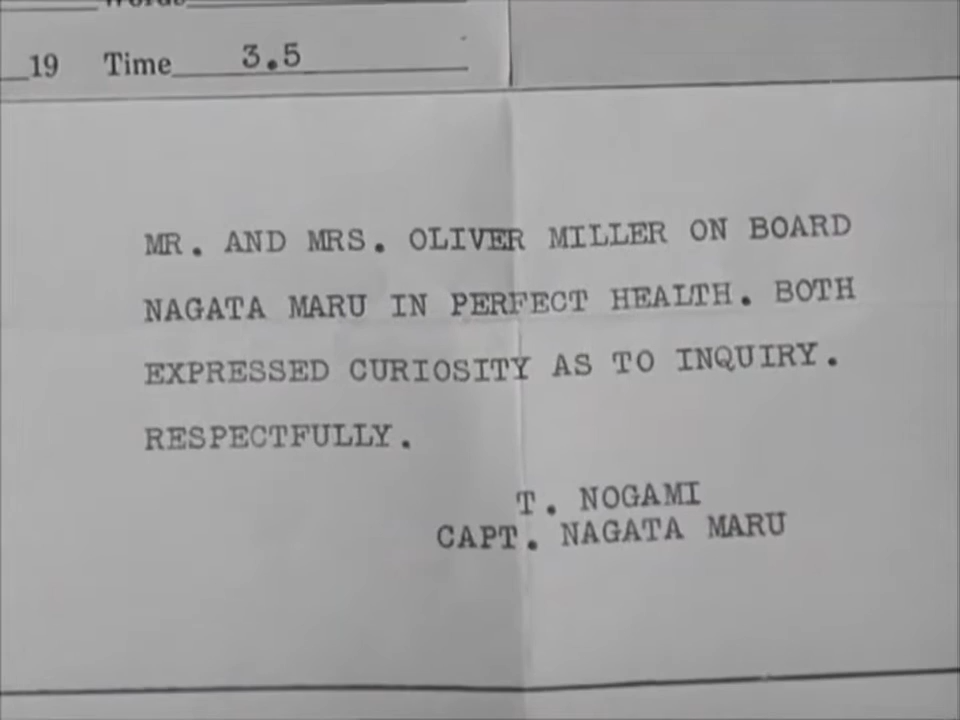 Words
19 Time 3.5
MR. AND MRS. OLIVER MILLER ON BOARD
NAGATA MARU IN PERFECT HEALTH. BOTH
EXPRESSED CURIOSITY AS TO INQUIRY.
RESPECTFULLY.
T. NOGAMI
CAPT. NAGATA MARU